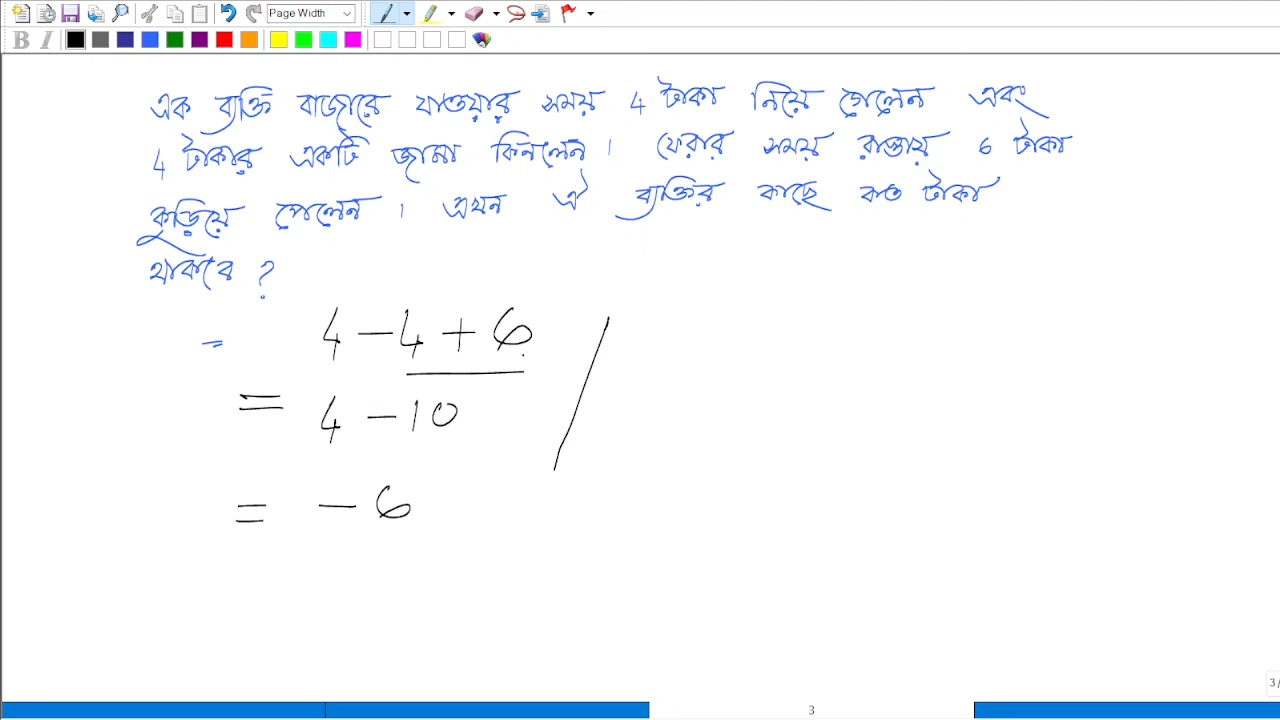 Page Width
B I
এক ব্যক্তি বাজারে যাওয়ার সময় 4 টাকা নিয়ে গেলেন এবং
4 টাকার একটি জামা কিনলেন। ফেরার সময় রাস্তায় 6 টাকা
কুড়িয়ে পেলেন। এখন ঐ ব্যক্তির কাছে কত টাকা
থাকবে ?
= 4 - 4 + 6
= 4 - 10
= - 6
3/
3